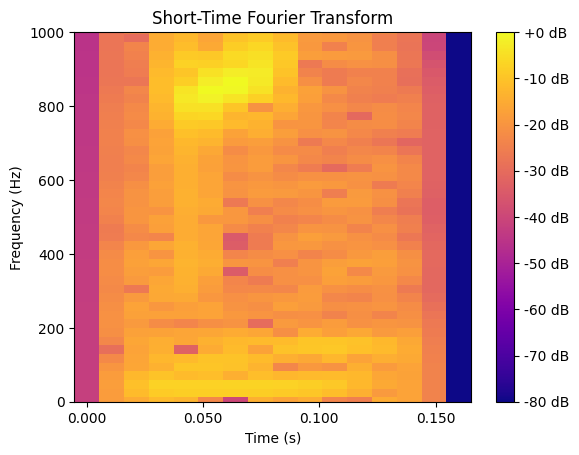 Short-Time Fourier Transform
1000
800
600
400
200
0
Frequency (Hz)
0.000
0.050
0.100
0.150
Time (s)
+0 dB
-10 dB
-20 dB
-30 dB
-40 dB
-50 dB
-60 dB
-70 dB
-80 dB